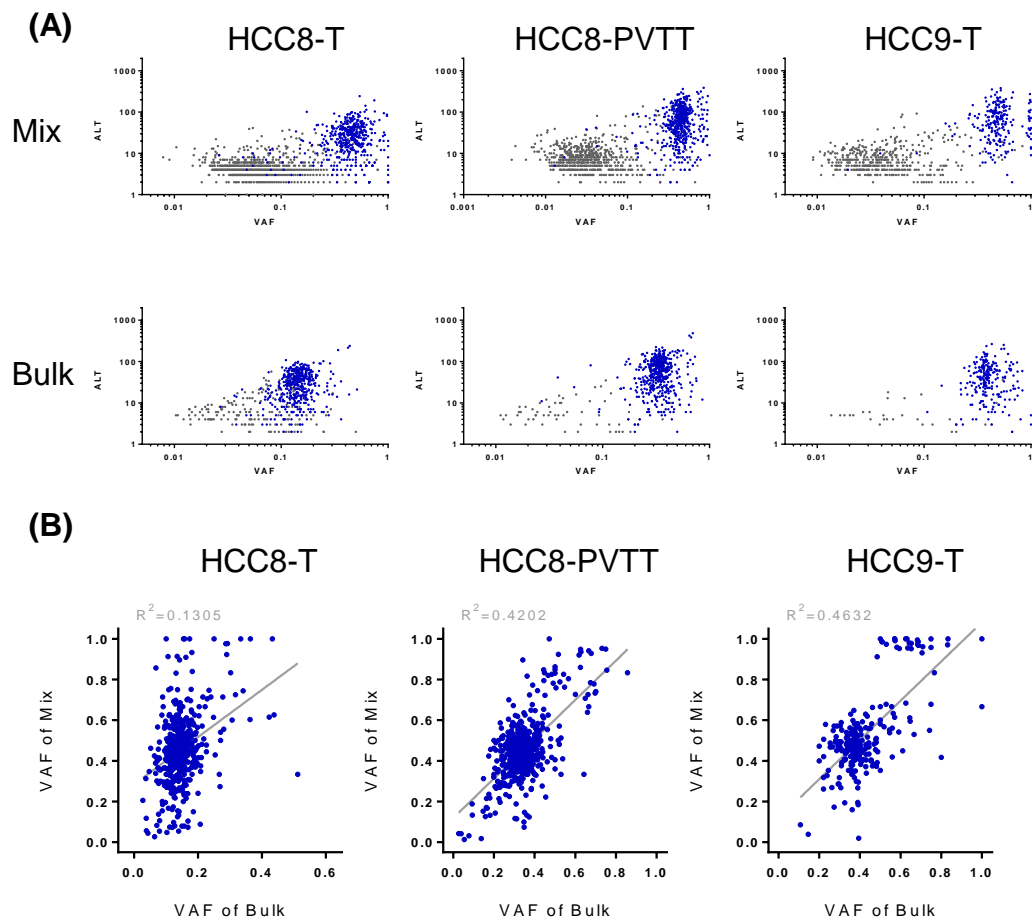 (A)
HCC8-T HCC8-PVTT HCC9-T
Mix
ALT
1000
100
10
1
0.01 0.1 1
VAF
ALT
1000
100
10
1
0.001 0.01 0.1 1
VAF
ALT
1000
100
10
1
0.01 0.1 1
VAF
Bulk
ALT
1000
100
10
1
0.01 0.1 1
VAF
ALT
1000
100
10
1
0.01 0.1 1
VAF
ALT
1000
100
10
1
0.01 0.1 1
VAF
(B)
HCC8-T HCC8-PVTT HCC9-T
R²=0.1305
VAF of Mix
1.0
0.8
0.6
0.4
0.2
0.0
0.0 0.2 0.4 0.6
VAF of Bulk
R²=0.4202
VAF of Mix
1.0
0.8
0.6
0.4
0.2
0.0
0.0 0.2 0.4 0.6 0.8 1.0
VAF of Bulk
R²=0.4632
VAF of Mix
1.0
0.8
0.6
0.4
0.2
0.0
0.0 0.2 0.4 0.6 0.8 1.0
VAF of Bulk